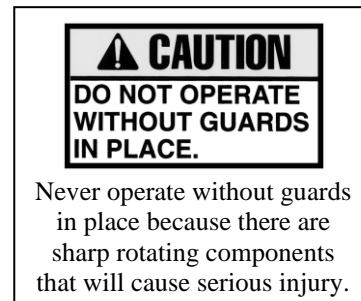 CAUTION
DO NOT OPERATE
WITHOUT GUARDS
IN PLACE.
Never operate without guards
in place because there are
sharp rotating components
that will cause serious injury.